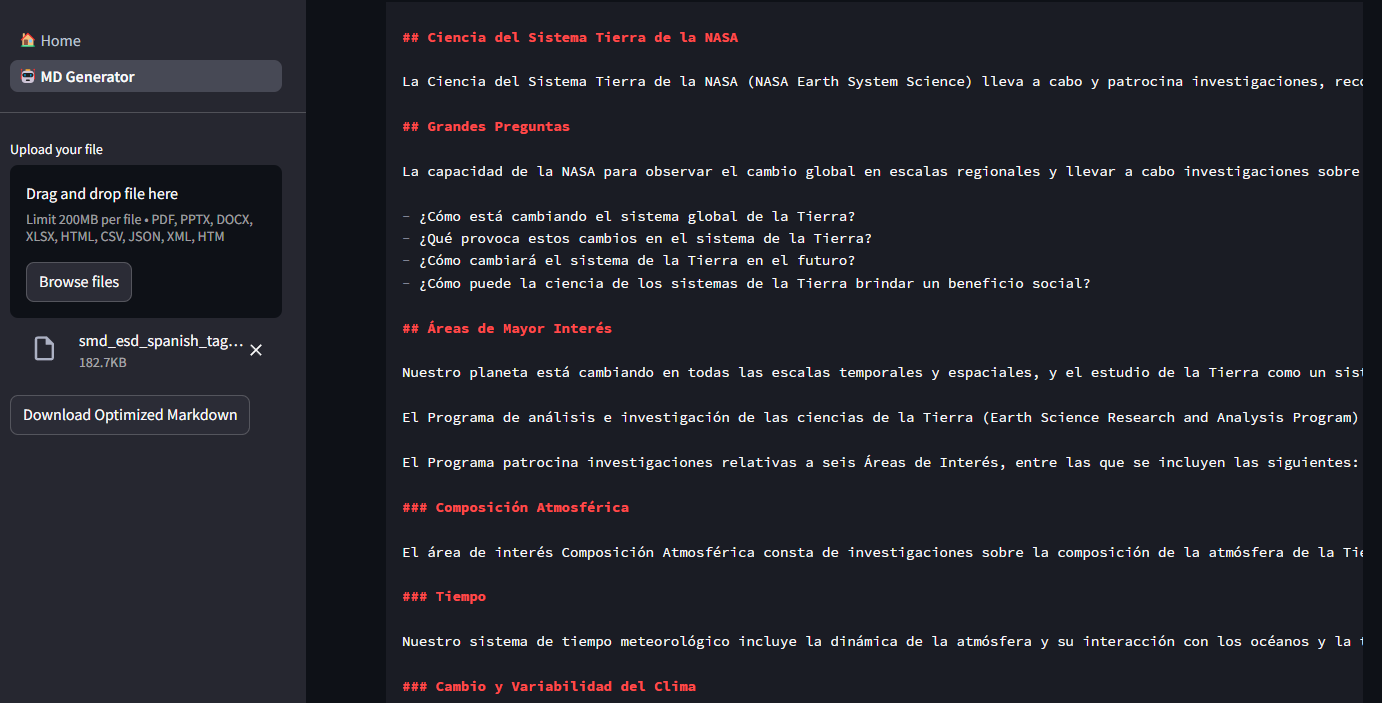 Home
MD Generator
Upload your file
Drag and drop file here
Limit 200MB per file • PDF, PPTX, DOCX,
XLSX, HTML, CSV, JSON, XML, HTM
Browse files
smd_esd_spanish_tag...
182.7KB
Download Optimized Markdown
## Ciencia del Sistema Tierra de la NASA
La Ciencia del Sistema Tierra de la NASA (NASA Earth System Science) lleva a cabo y patrocina investigaciones,
## Grandes Preguntas
La capacidad de la NASA para observar el cambio global en escalas regionales y llevar a cabo investigaciones sobre
- ¿Cómo está cambiando el sistema global de la Tierra?
- ¿Qué provoca estos cambios en el sistema de la Tierra?
- ¿Cómo cambiará el sistema de la Tierra en el futuro?
- ¿Cómo puede la ciencia de los sistemas de la Tierra brindar un beneficio social?
## Áreas de Mayor Interés
Nuestro planeta está cambiando en todas las escalas temporales y espaciales, y el estudio de la Tierra como un
El Programa de análisis e investigación de las ciencias de la Tierra (Earth Science Research and Analysis Program)
El Programa patrocina investigaciones relativas a seis Áreas de Interés, entre las que se incluyen las siguientes:
### Composición Atmosférica
El área de interés Composición Atmosférica consta de investigaciones sobre la composición de la atmósfera de la
### Tiempo
Nuestro sistema de tiempo meteorológico incluye la dinámica de la atmósfera y su interacción con los océanos y la
### Cambio y Variabilidad del Clima